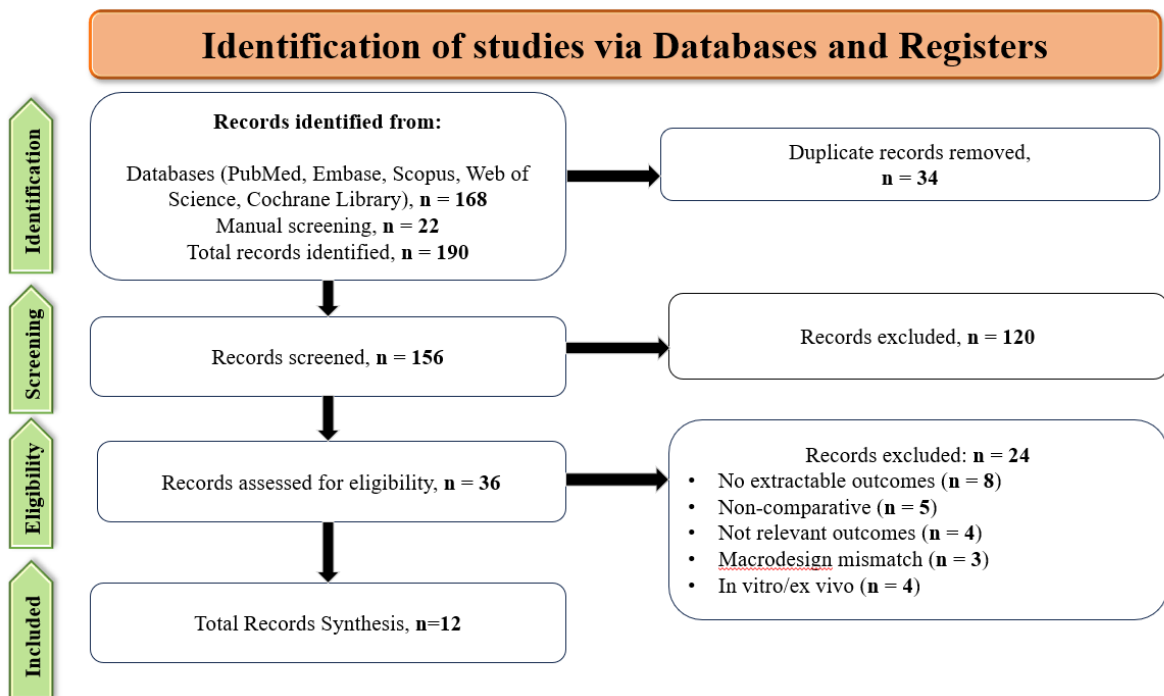 Identification of studies via Databases and Registers
Identification
Records identified from:
Databases (PubMed, Embase, Scopus, Web of
Science, Cochrane Library), n = 168
Manual screening, n = 22
Total records identified, n = 190
Duplicate records removed,
n = 34
Screening
Records screened, n = 156
Records excluded, n = 120
Eligibility
Records assessed for eligibility, n = 36
Records excluded: n = 24
• No extractable outcomes (n = 8)
• Non-comparative (n = 5)
• Not relevant outcomes (n = 4)
• Macrodesign mismatch (n = 3)
• In vitro/ex vivo (n = 4)
Included
Total Records Synthesis, n=12